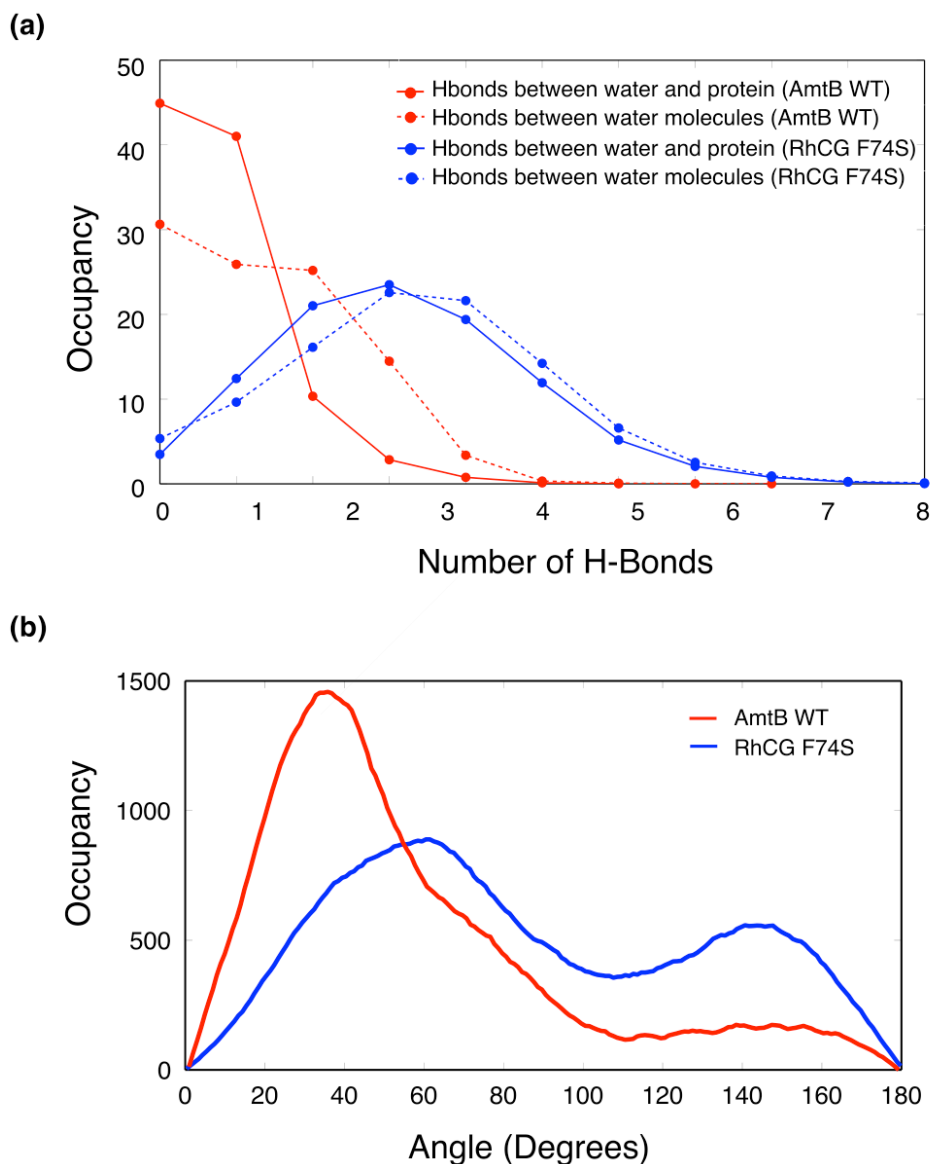 (a)
50
40
30
20
10
0
Occupancy
Hbonds between water and protein (AmtB WT)
Hbonds between water molecules (AmtB WT)
Hbonds between water and protein (RhCG F74S)
Hbonds between water molecules (RhCG F74S)
0 1 2 3 4 5 6 7 8
Number of H-Bonds
(b)
1500
1000
500
0
Occupancy
AmtB WT
RhCG F74S
0 20 40 60 80 100 120 140 160 180
Angle (Degrees)